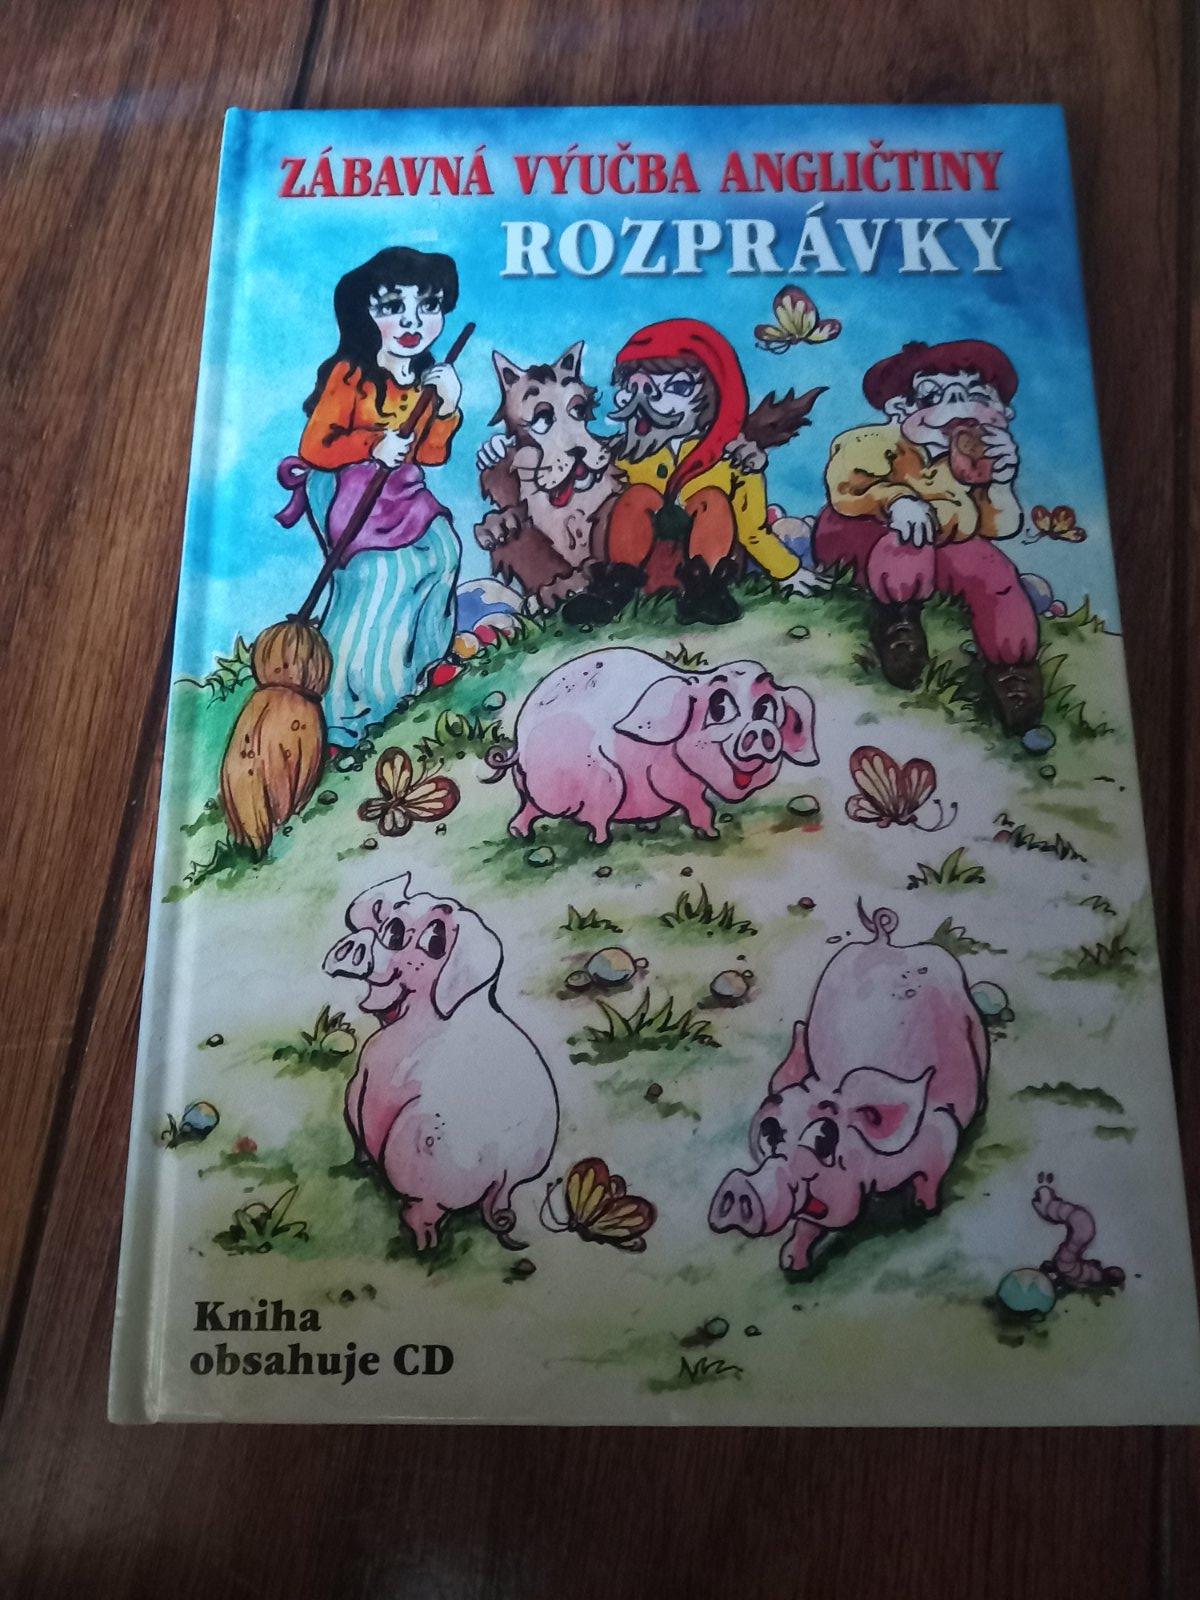 ZÁBAVNÁ VÝUČBA ANGLIČTINY
ROZPRÁVKY
Kniha
obsahuje CD